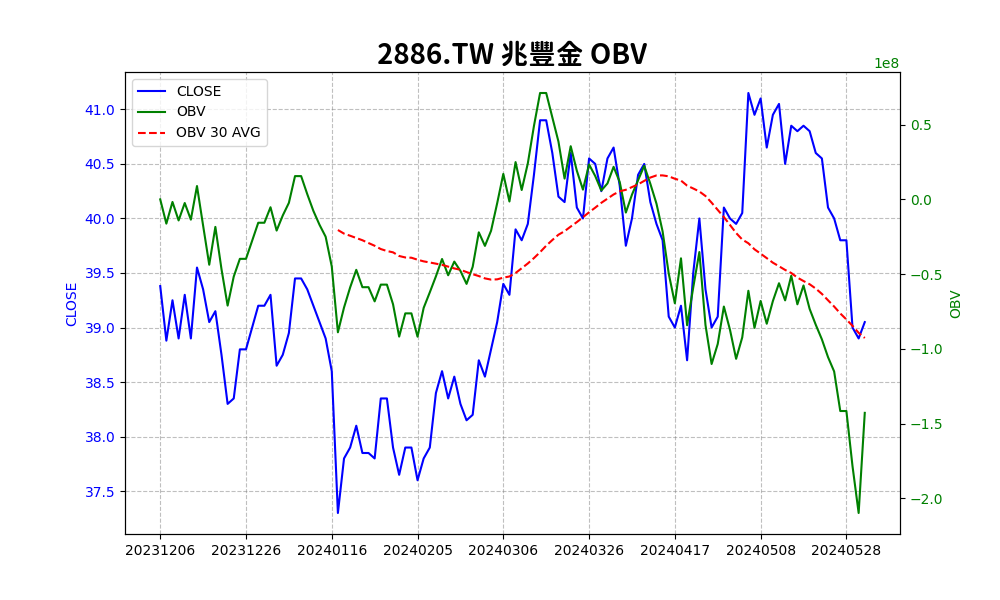 2886.TW 兆豐金 OBV
1e8
CLOSE
OBV
OBV 30 AVG
41.0
40.5
40.0
39.5
39.0
38.5
38.0
37.5
CLOSE
0.5
0.0
−0.5
−1.0
−1.5
−2.0
OBV
20231206 20231226 20240116 20240205 20240306 20240326 20240417 20240508 20240528